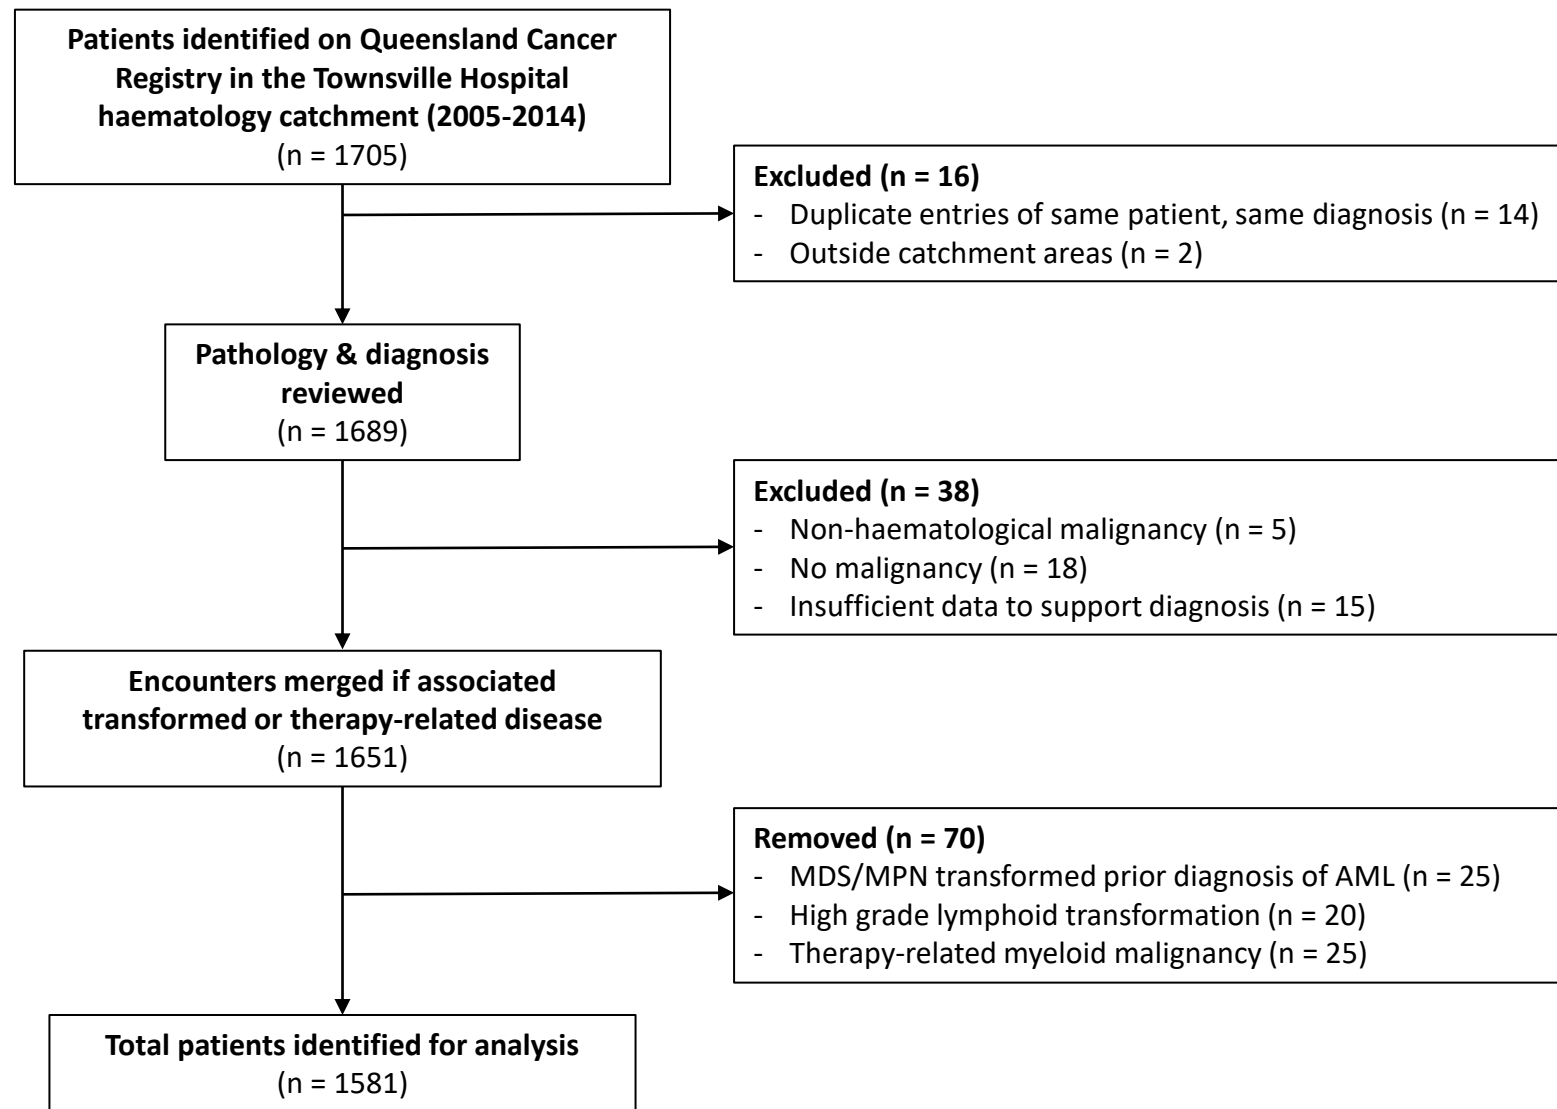 Patients identified on Queensland Cancer
Registry in the Townsville Hospital
haematology catchment (2005-2014)
(n = 1705)
Excluded (n = 16)
- Duplicate entries of same patient, same diagnosis (n = 14)
- Outside catchment areas (n = 2)
Pathology & diagnosis
reviewed
(n = 1689)
Excluded (n = 38)
- Non-haematological malignancy (n = 5)
- No malignancy (n = 18)
- Insufficient data to support diagnosis (n = 15)
Encounters merged if associated
transformed or therapy-related disease
(n = 1651)
Removed (n = 70)
- MDS/MPN transformed prior diagnosis of AML (n = 25)
- High grade lymphoid transformation (n = 20)
- Therapy-related myeloid malignancy (n = 25)
Total patients identified for analysis
(n = 1581)